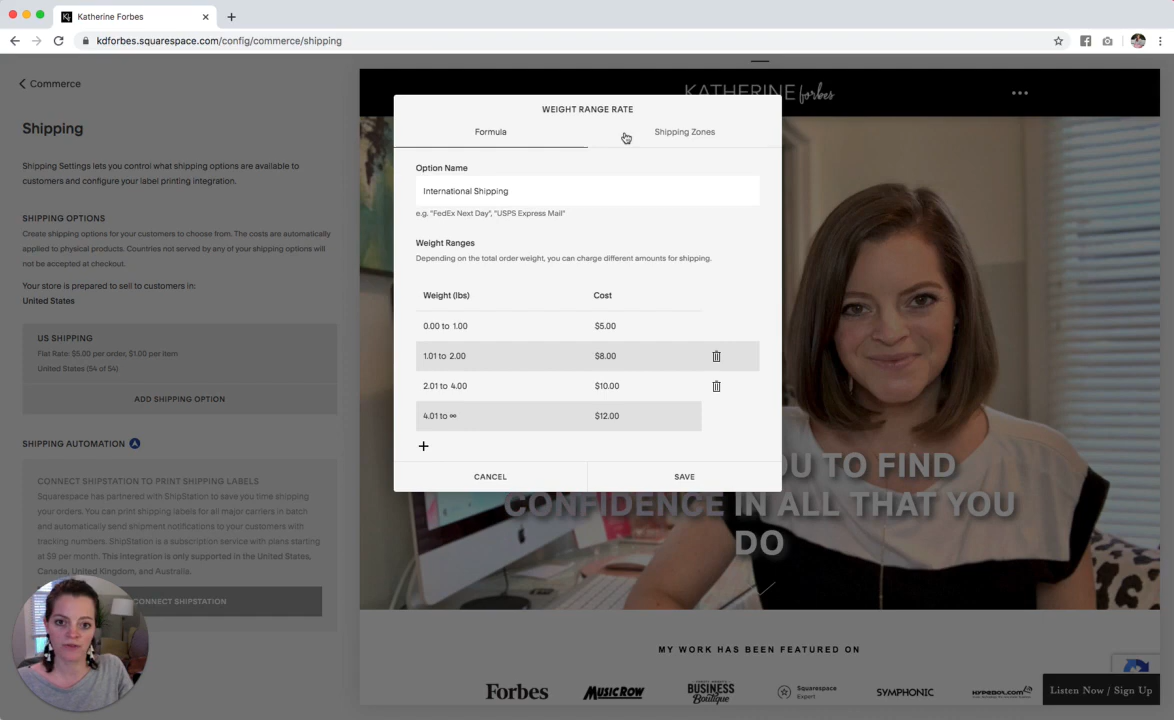 Katherine Forbes
kdforbes.squarespace.com/config/commerce/shipping
Commerce
Shipping
Shipping Settings lets you control what shipping options are available to
customers and configure your label printing integration.
SHIPPING OPTIONS
Create shipping options for your customers to choose from. The costs are automatically
applied to physical products. Countries not served by any of your shipping options will
not be accepted at checkout.
Your store is prepared to sell to customers in:
United States
US SHIPPING
Flat Rate: $5.00 per order, $1.00 per item
United States (54 of 54)
ADD SHIPPING OPTION
SHIPPING AUTOMATION
CONNECT SHIPSTATION TO PRINT SHIPPING LABELS
Squarespace has partnered with ShipStation to save you time shipping
your orders. You can print shipping labels for all major carriers in batch
and automatically send shipment notifications to your customers with
tracking numbers. ShipStation is a subscription service with plans starting
at $9 per month. This integration is only supported in the United States,
Canada, United Kingdom, and Australia.
CONNECT SHIPSTATION
KATHERINE forbes
WEIGHT RANGE RATE
Formula
Shipping Zones
Option Name
International Shipping
e.g. "FedEx Next Day", "USPS Express Mail"
Weight Ranges
Depending on the total order weight, you can charge different amounts for shipping.
Weight (lbs) Cost
0.00 to 1.00 $5.00
1.01 to 2.00 $8.00
2.01 to 4.00 $10.00
4.01 to ∞ $12.00
+
CANCEL
SAVE
OU TO FIND
CONFIDENCE IN ALL THAT YOU
DO
MY WORK HAS BEEN FEATURED ON
Forbes
MUSICROW
BUSINESS Boutique
Squarespace
Expert
SYMPHONIC
HYPEBOT.COM
Listen Now / Sign Up